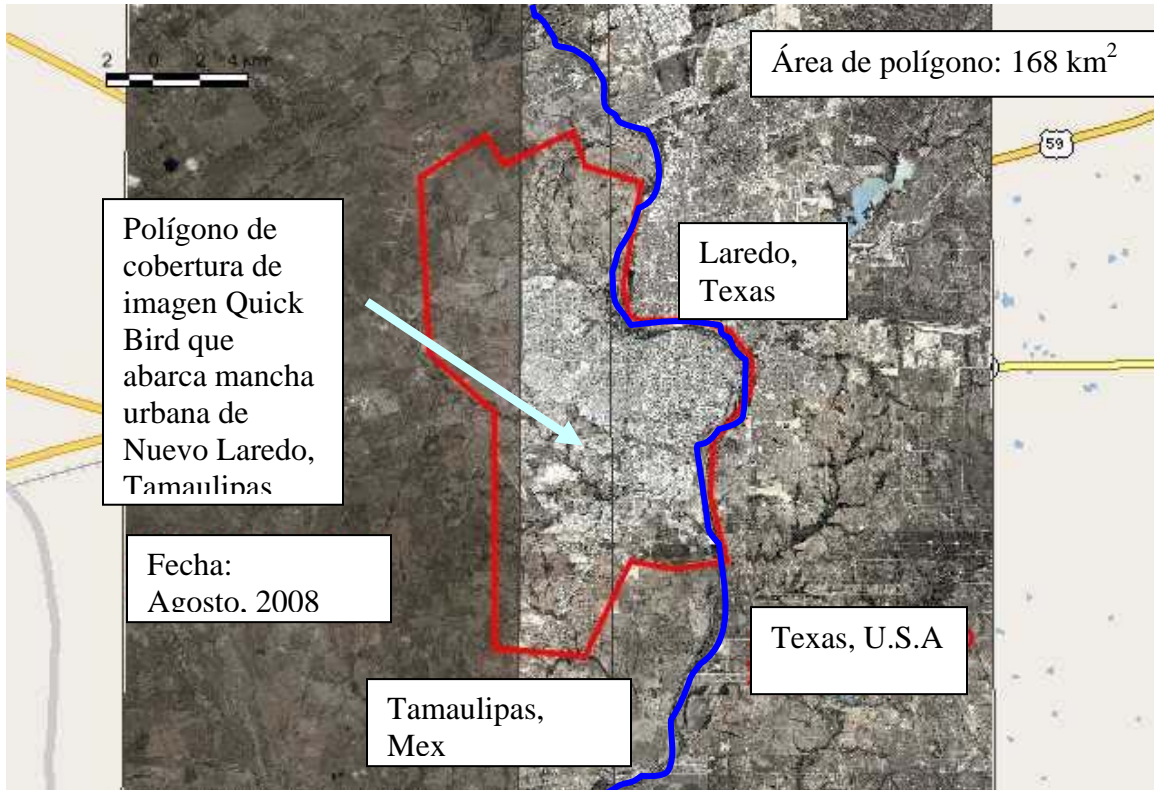 2 0 2 4 km
Área de polígono: 168 km²
59
Polígono de
cobertura de
imagen Quick
Bird que
abarca mancha
urbana de
Nuevo Laredo,
Tamaulipas
Laredo,
Texas
Fecha:
Agosto, 2008
Texas, U.S.A
Tamaulipas,
Mex